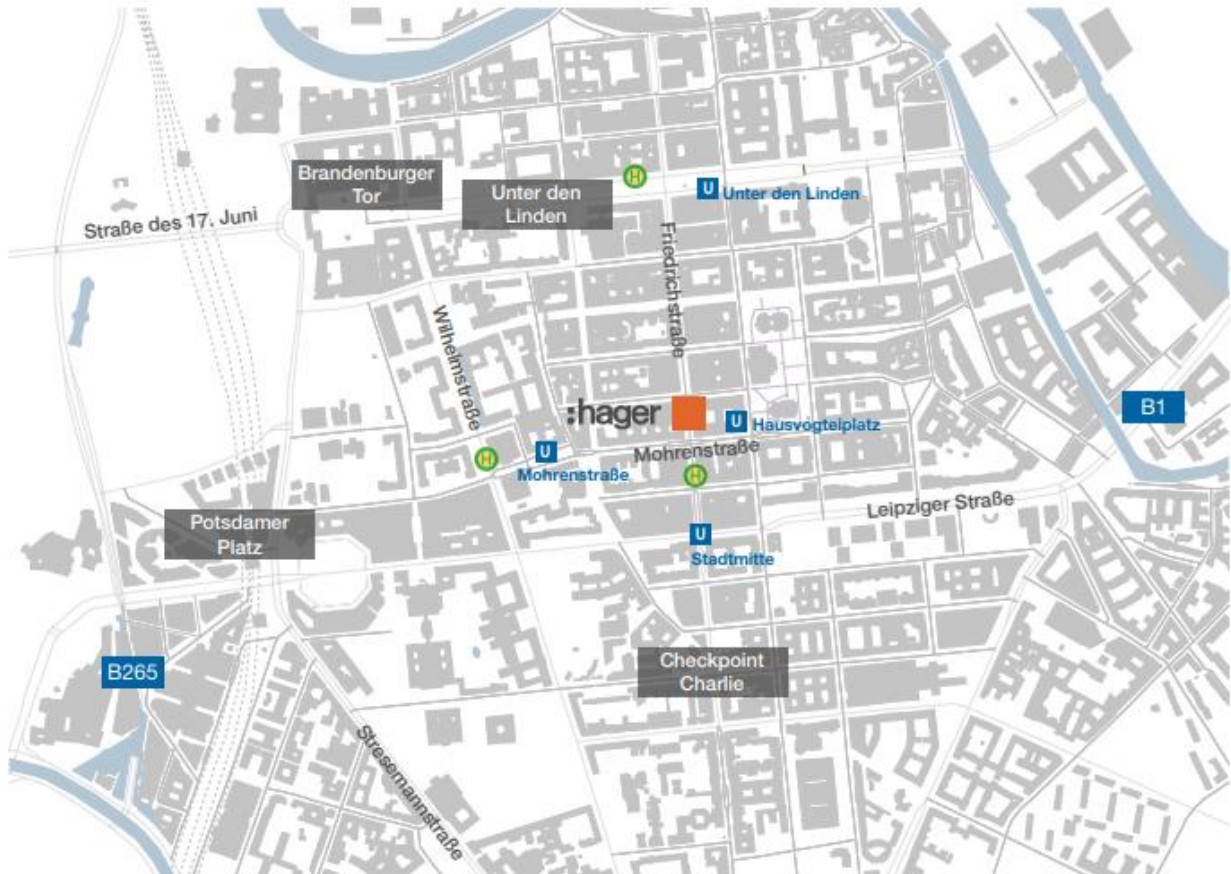 Brandenburger
Tor
Unter den
Linden
H
U Unter den Linden
Straße des 17. Juni
Friedrichstraße
Wilhelmstraße
:hager
B1
U Hausvogteiplatz
Mohrenstraße
H
U
Mohrenstraße
H
Leipziger Straße
Potsdamer
Platz
U
Stadtmitte
Checkpoint
Charlie
B265
Stresemannstraße